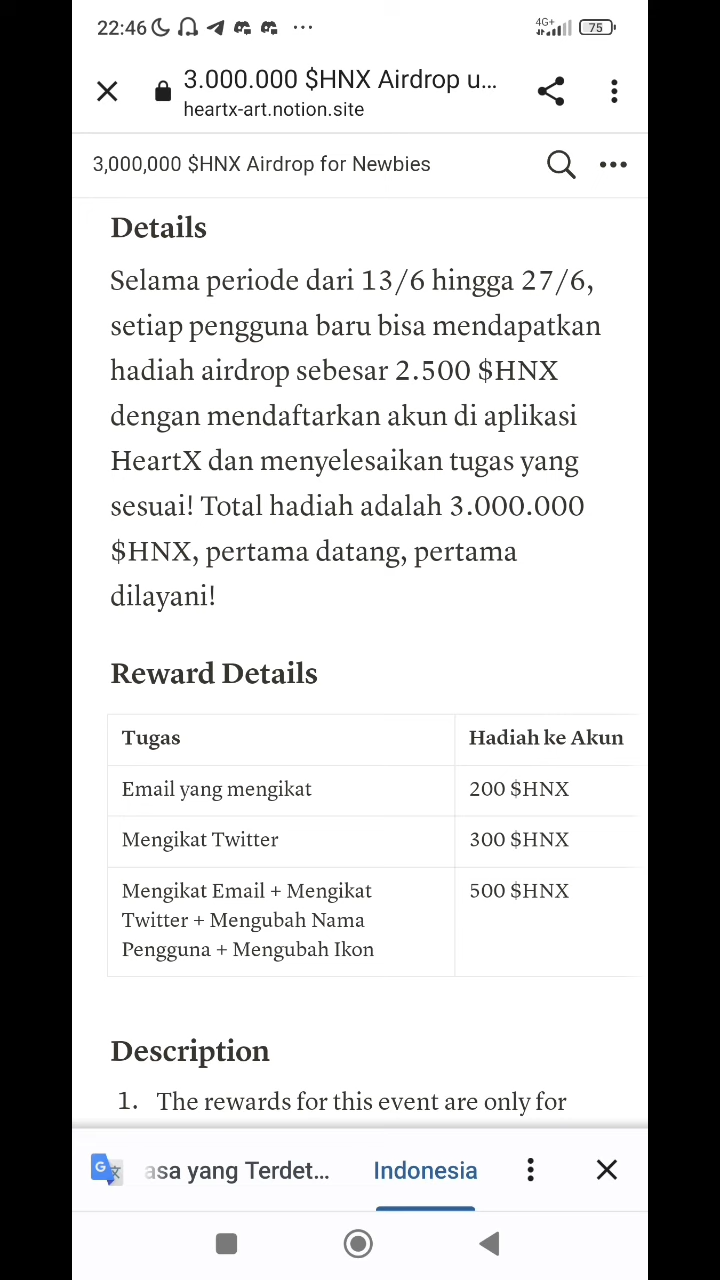 22:46
4G+
75
3.000.000 $HNX Airdrop u...
heartx-art.notion.site
3,000,000 $HNX Airdrop for Newbies
Details
Selama periode dari 13/6 hingga 27/6,
setiap pengguna baru bisa mendapatkan
hadiah airdrop sebesar 2.500 $HNX
dengan mendaftarkan akun di aplikasi
HeartX dan menyelesaikan tugas yang
sesuai! Total hadiah adalah 3.000.000
$HNX, pertama datang, pertama
dilayani!
Reward Details
Tugas Hadiah ke Akun
Email yang mengikat 200 $HNX
Mengikat Twitter 300 $HNX
Mengikat Email + Mengikat 500 $HNX
Twitter + Mengubah Nama
Pengguna + Mengubah Ikon
Description
1. The rewards for this event are only for
asa yang Terdet... Indonesia